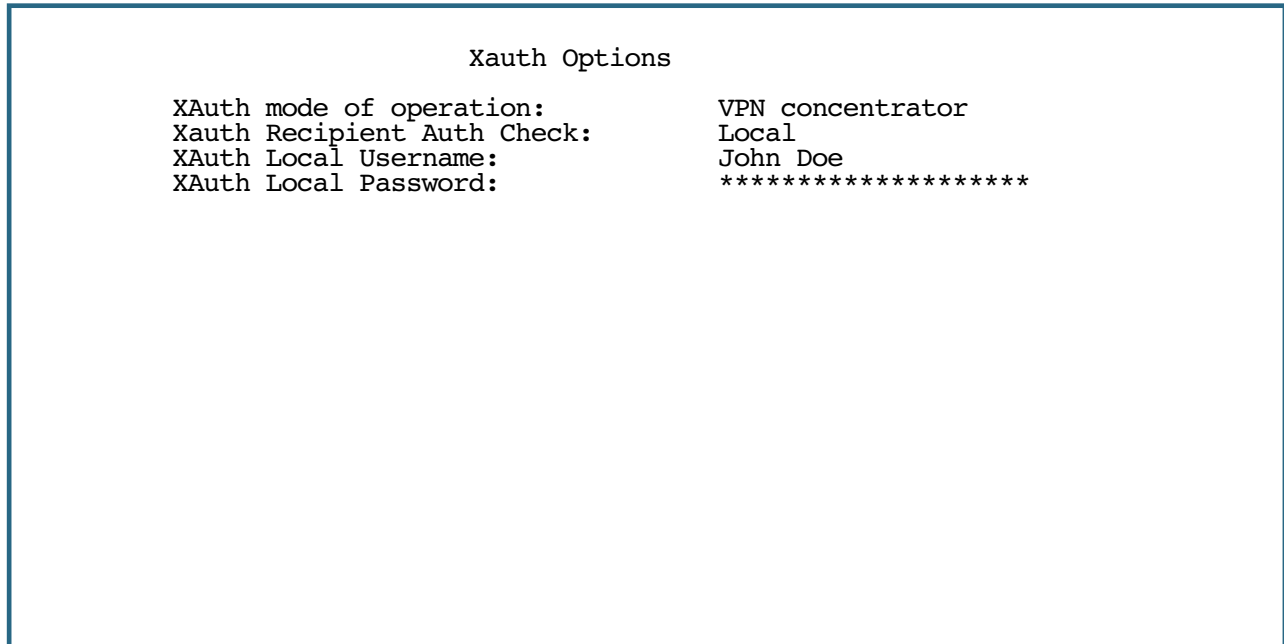 Xauth Options
XAuth mode of operation: VPN concentrator
Xauth Recipient Auth Check: Local
XAuth Local Username: John Doe
XAuth Local Password: ********************